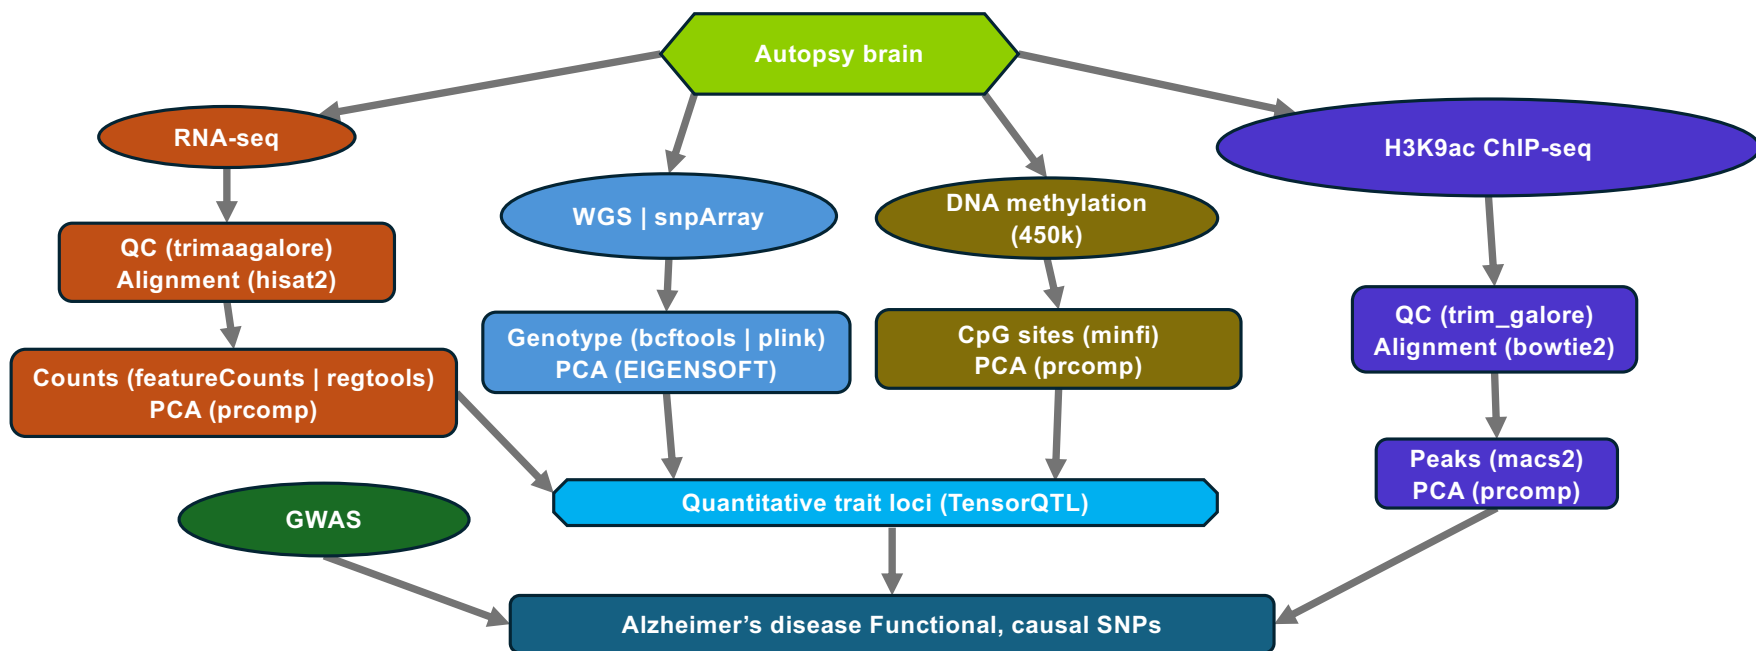 Autopsy brain
RNA-seq
H3K9ac ChIP-seq
WGS | snpArray
DNA methylation
(450k)
QC (trimaagalore)
Alignment (hisat2)
Genotype (bcftools | plink)
PCA (EIGENSOFT)
CpG sites (minfi)
PCA (prcomp)
QC (trim_galore)
Alignment (bowtie2)
Counts (featureCounts | regtools)
PCA (prcomp)
Peaks (macs2)
PCA (prcomp)
Quantitative trait loci (TensorQTL)
GWAS
Alzheimer’s disease Functional, causal SNPs